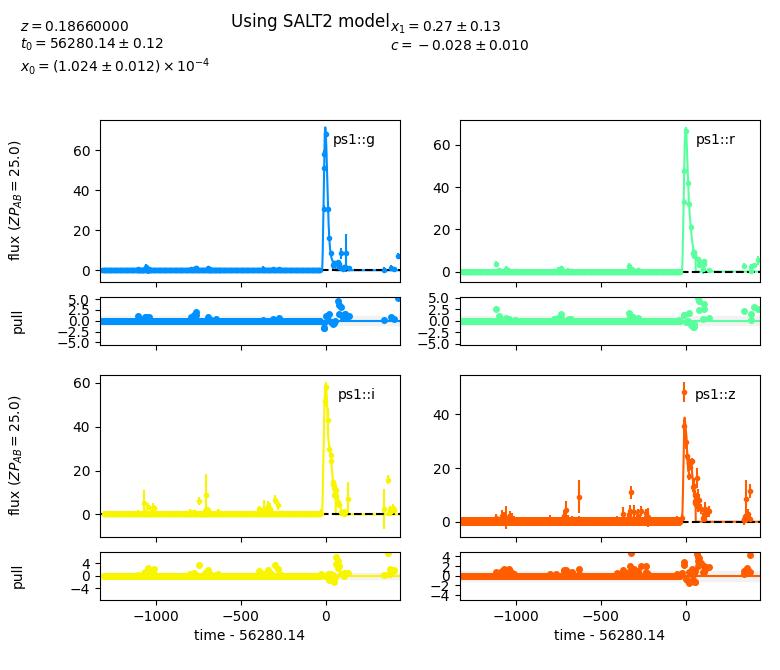 Using SALT2 model
z = 0.18660000
x₁ = 0.27 ± 0.13
t₀ = 56280.14 ± 0.12
c = −0.028 ± 0.010
x₀ = (1.024 ± 0.012) × 10⁻⁴
flux (ZP_AB = 25.0)
60
40
20
0
ps1::g
60
40
20
0
ps1::r
pull
5.0
2.5
0.0
−2.5
−5.0
5.0
2.5
0.0
−2.5
−5.0
flux (ZP_AB = 25.0)
60
40
20
0
ps1::i
40
20
0
ps1::z
pull
4
0
−4
4
2
0
−2
−4
−1000 −500 0
−1000 −500 0
time - 56280.14
time - 56280.14